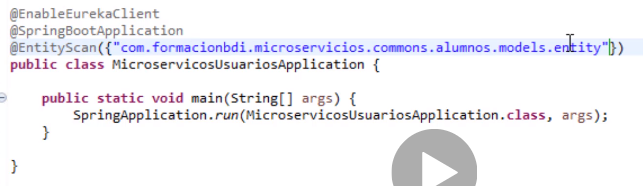 @EnableEurekaClient
@SpringBootApplication
@EntityScan({"com.formacionbdi.microservicios.commons.alumnos.models.entity"})
public class MicroservicosUsuariosApplication {
public static void main(String[] args) {
SpringApplication.run(MicroservicosUsuariosApplication.class, args);
}
}